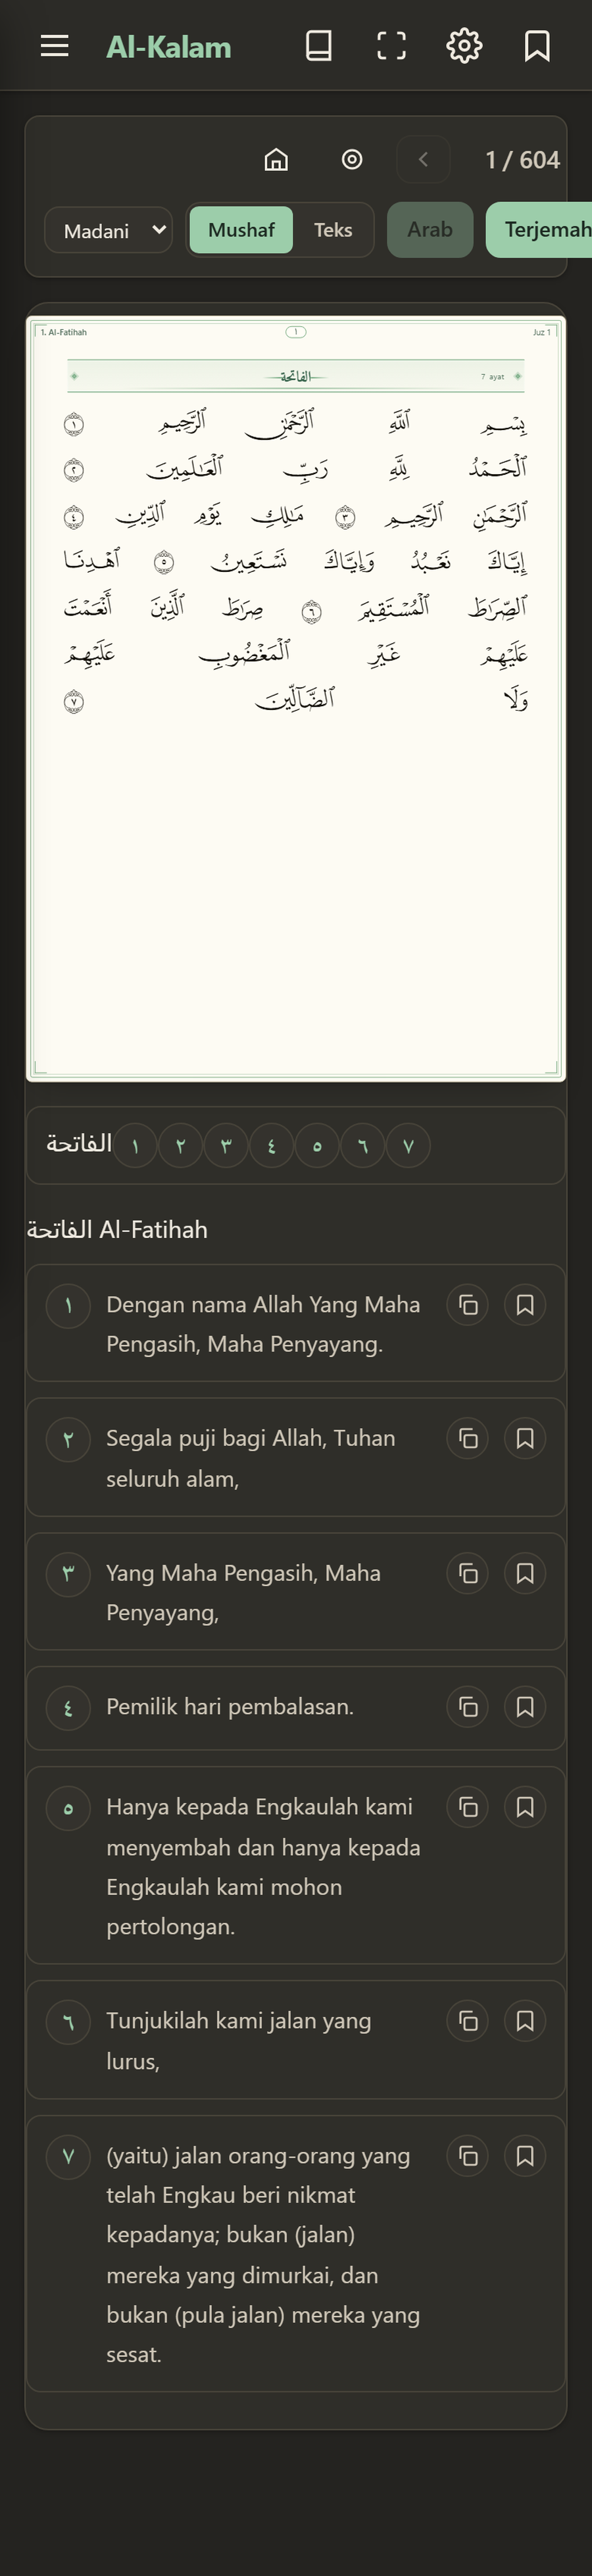 Al-Kalam
1 / 604
Madani Mushaf Teks Arab Terjemah
1. Al-Fatihah ١ Juz 1
الفاتحة 7 ayat
بِسْمِ ٱللَّهِ ٱلرَّحْمَٰنِ ٱلرَّحِيمِ ١
ٱلْحَمْدُ لِلَّهِ رَبِّ ٱلْعَٰلَمِينَ ٢
ٱلرَّحْمَٰنِ ٱلرَّحِيمِ ٣ مَٰلِكِ يَوْمِ ٱلدِّينِ ٤
إِيَّاكَ نَعْبُدُ وَإِيَّاكَ نَسْتَعِينُ ٥ ٱهْدِنَا
ٱلصِّرَٰطَ ٱلْمُسْتَقِيمَ ٦ صِرَٰطَ ٱلَّذِينَ أَنْعَمْتَ
عَلَيْهِمْ غَيْرِ ٱلْمَغْضُوبِ عَلَيْهِمْ
وَلَا ٱلضَّآلِّينَ ٧
الفاتحة ١ ٢ ٣ ٤ ٥ ٦ ٧
الفاتحة Al-Fatihah
١ Dengan nama Allah Yang Maha
Pengasih, Maha Penyayang.
٢ Segala puji bagi Allah, Tuhan
seluruh alam,
٣ Yang Maha Pengasih, Maha
Penyayang,
٤ Pemilik hari pembalasan.
٥ Hanya kepada Engkaulah kami
menyembah dan hanya kepada
Engkaulah kami mohon
pertolongan.
٦ Tunjukilah kami jalan yang
lurus,
٧ (yaitu) jalan orang-orang yang
telah Engkau beri nikmat
kepadanya; bukan (jalan)
mereka yang dimurkai, dan
bukan (pula jalan) mereka yang
sesat.